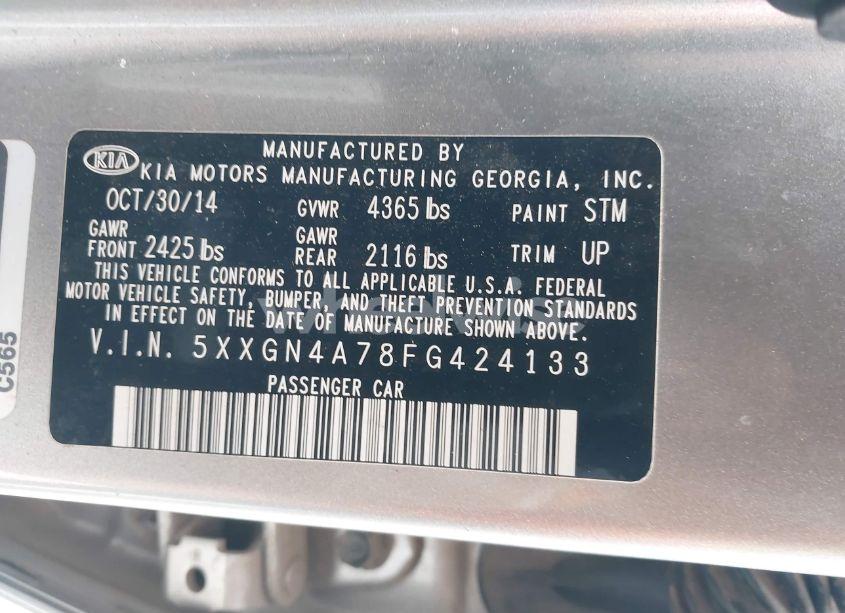 MANUFACTURED BY
KIA KIA MOTORS MANUFACTURING GEORGIA, INC.
OCT/30/14 GVWR 4365 lbs PAINT STM
GAWR FRONT 2425 lbs GAWR REAR 2116 lbs TRIM UP
THIS VEHICLE CONFORMS TO ALL APPLICABLE U.S.A. FEDERAL
MOTOR VEHICLE SAFETY, BUMPER, AND THEFT PREVENTION STANDARDS
IN EFFECT ON THE DATE OF MANUFACTURE SHOWN ABOVE.
V.I.N. 5XXGN4A78FG424133
PASSENGER CAR
C565